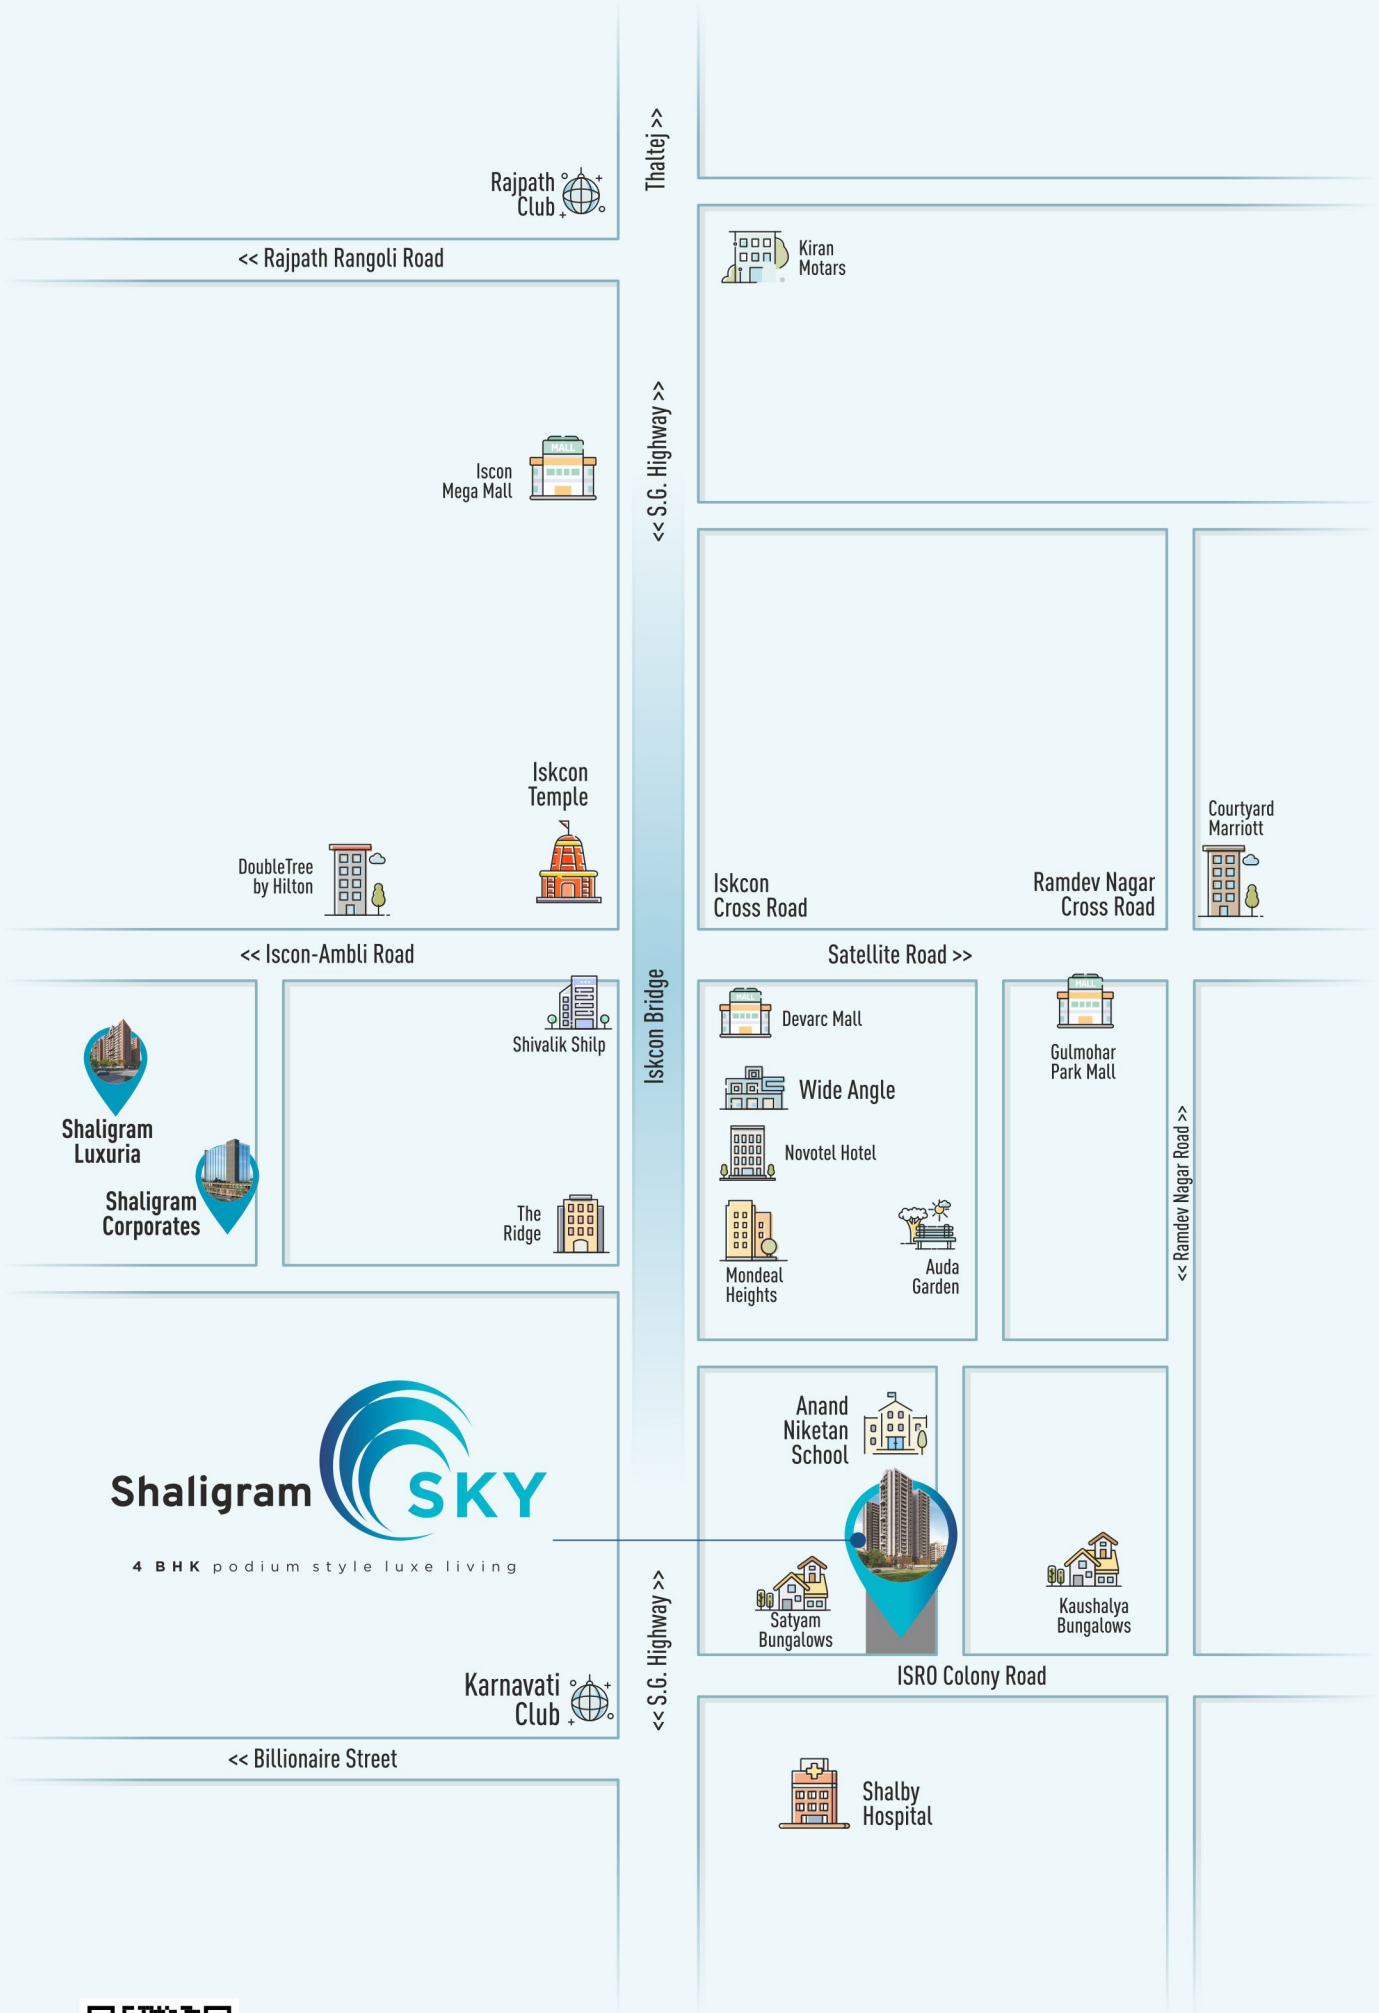 Thaltej >>
Rajpath
Club
<< Rajpath Rangoli Road
Kiran
Motars
<< S.G. Highway >>
MALL
Iscon
Mega Mall
Iskcon
Temple
DoubleTree
by Hilton
Iskcon
Cross Road
Ramdev Nagar
Cross Road
Courtyard
Marriott
<< Iscon-Ambli Road
Satellite Road >>
Iskcon Bridge
Shivalik Shilp
MALL
Devarc Mall
MALL
Gulmohar
Park Mall
Wide Angle
Shaligram
Luxuria
Novotel Hotel
Shaligram
Corporates
The
Ridge
Mondeal
Heights
Auda
Garden
<< Ramdev Nagar Road >>
Anand
Niketan
School
Shaligram SKY
4 BHK podium style luxe living
Satyam
Bungalows
Kaushalya
Bungalows
<< S.G. Highway >>
ISRO Colony Road
Karnavati
Club
<< Billionaire Street
Shalby
Hospital